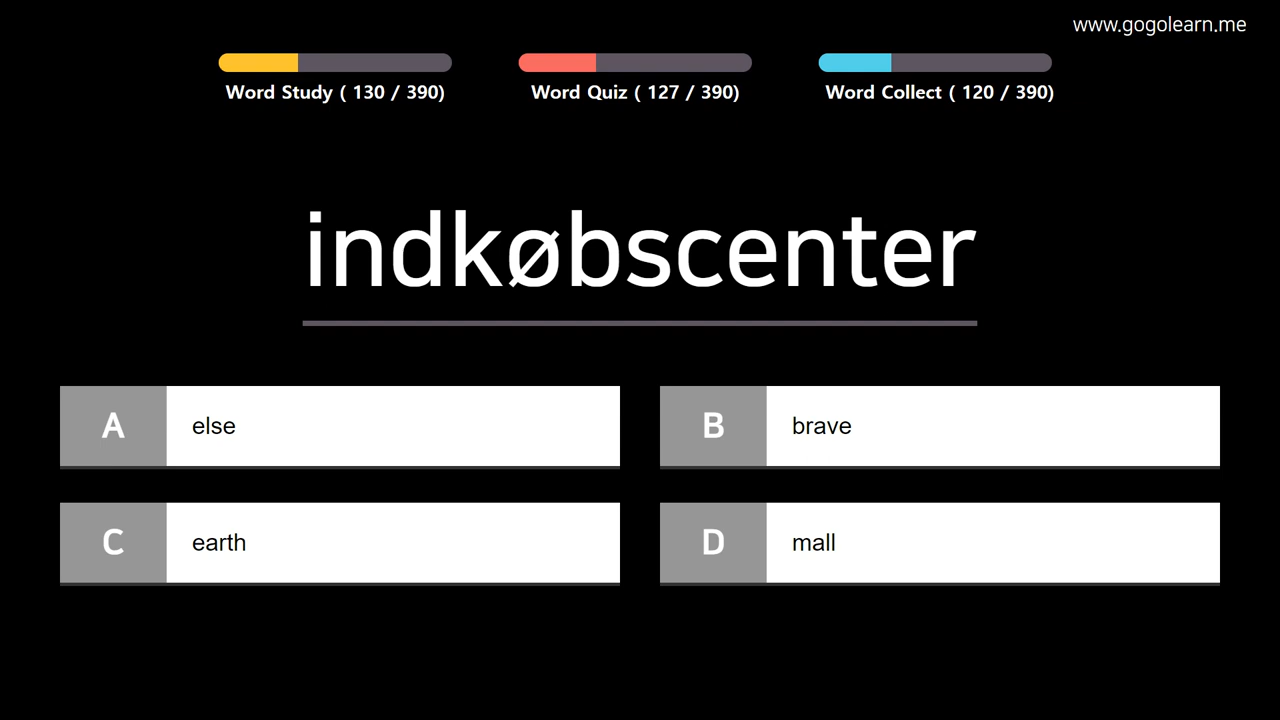 www.gogolearn.me
Word Study ( 130 / 390)
Word Quiz ( 127 / 390)
Word Collect ( 120 / 390)
indkøbscenter
A else
B brave
C earth
D mall